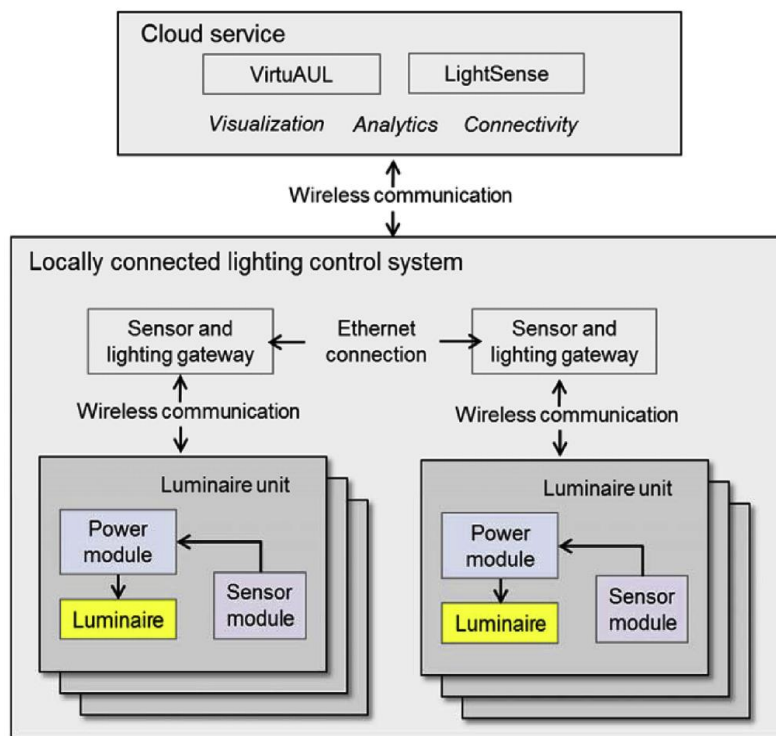 Cloud service
VirtuAUL
LightSense
Visualization Analytics Connectivity
Wireless communication
Locally connected lighting control system
Sensor and
lighting gateway
Ethernet
connection
Sensor and
lighting gateway
Wireless communication
Wireless communication
Luminaire unit
Power
module
Luminaire
Sensor
module
Luminaire unit
Power
module
Luminaire
Sensor
module